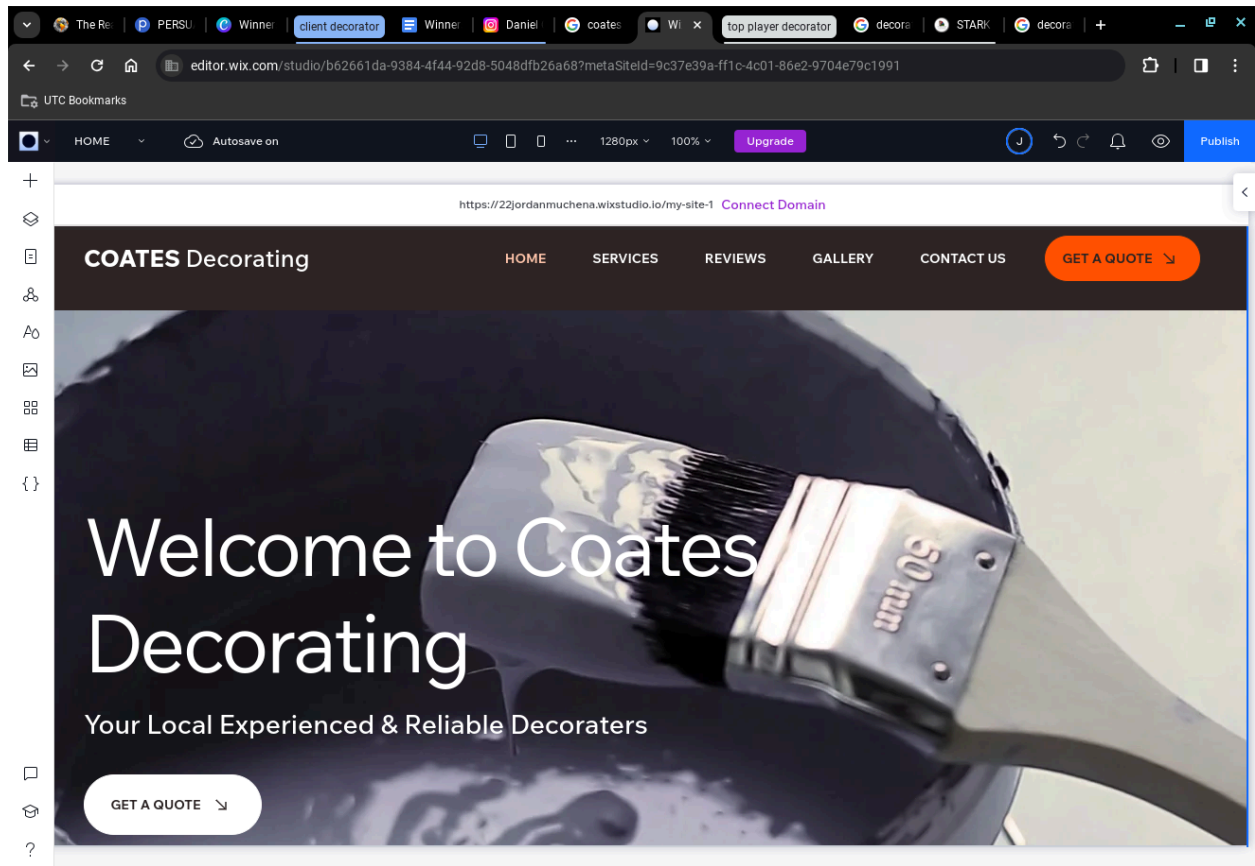 The Re
PERSU
Winner
client decorator
Winner
Daniel
coates
Wi
top player decorator
decora
STARK
decora
editor.wix.com/studio/b62661da-9384-4f44-92d8-5048dfb26a68?metaSiteId=9c37e39a-ff1c-4c01-86e2-9704e79c1991
UTC Bookmarks
HOME
Autosave on
1280px
100%
Upgrade
J
Publish
https://22jordanmuchena.wixstudio.io/my-site-1 Connect Domain
COATES Decorating
HOME
SERVICES
REVIEWS
GALLERY
CONTACT US
GET A QUOTE
50mm
Welcome to Coates
Decorating
Your Local Experienced & Reliable Decoraters
GET A QUOTE